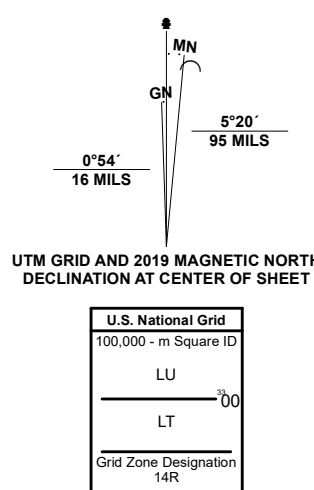 MN
GN
5°20´
95 MILS
0°54´
16 MILS
UTM GRID AND 2019 MAGNETIC NORTH
DECLINATION AT CENTER OF SHEET
U.S. National Grid
100,000 - m Square ID
LU
33 00
LT
Grid Zone Designation
14R